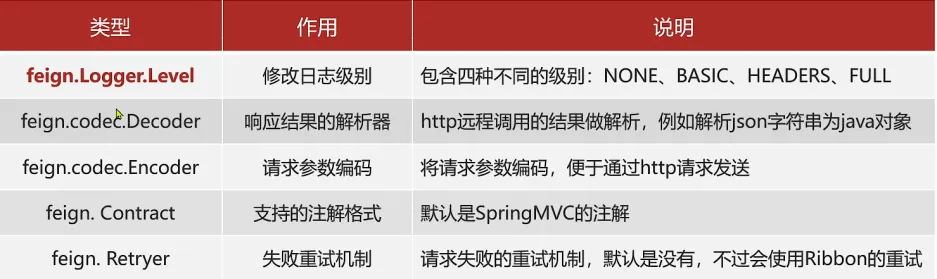 类型 作用 说明
feign.Logger.Level 修改日志级别 包含四种不同的级别：NONE、BASIC、HEADERS、FULL
feign.codec.Decoder 响应结果的解析器 http远程调用的结果做解析，例如解析json字符串为java对象
feign.codec.Encoder 请求参数编码 将请求参数编码，便于通过http请求发送
feign. Contract 支持的注解格式 默认是SpringMVC的注解
feign. Retryer 失败重试机制 请求失败的重试机制，默认是没有，不过会使用Ribbon的重试